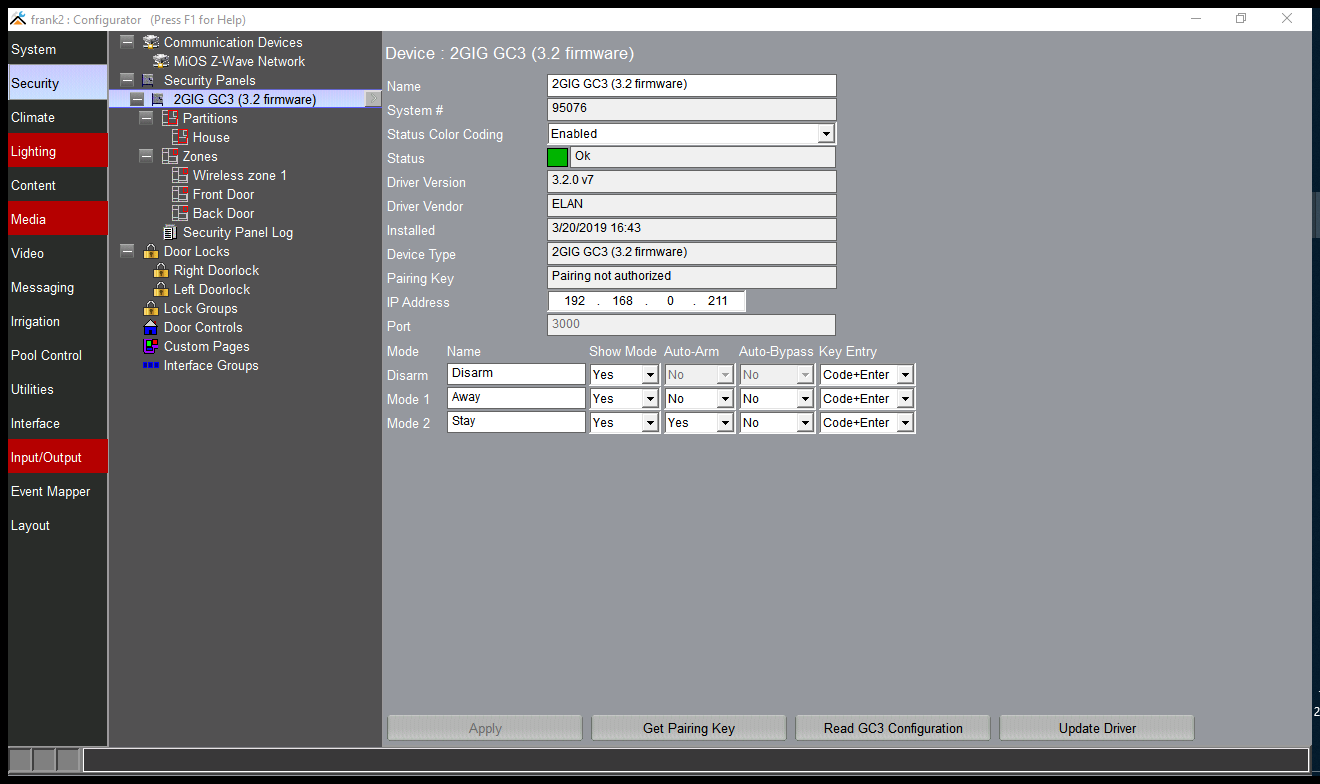 frank2 : Configurator (Press F1 for Help)
System
Security
Climate
Lighting
Content
Media
Video
Messaging
Irrigation
Pool Control
Utilities
Interface
Input/Output
Event Mapper
Layout
Communication Devices
MiOS Z-Wave Network
Security Panels
2GIG GC3 (3.2 firmware)
Partitions
House
Zones
Wireless zone 1
Front Door
Back Door
Security Panel Log
Door Locks
Right Doorlock
Left Doorlock
Lock Groups
Door Controls
Custom Pages
Interface Groups
Device : 2GIG GC3 (3.2 firmware)
Name 2GIG GC3 (3.2 firmware)
System # 95076
Status Color Coding Enabled
Status Ok
Driver Version 3.2.0 v7
Driver Vendor ELAN
Installed 3/20/2019 16:43
Device Type 2GIG GC3 (3.2 firmware)
Pairing Key Pairing not authorized
IP Address 192 . 168 . 0 . 211
Port 3000
Mode Name Show Mode Auto-Arm Auto-Bypass Key Entry
Disarm Disarm Yes No No Code+Enter
Mode 1 Away Yes No No Code+Enter
Mode 2 Stay Yes Yes No Code+Enter
Apply Get Pairing Key Read GC3 Configuration Update Driver